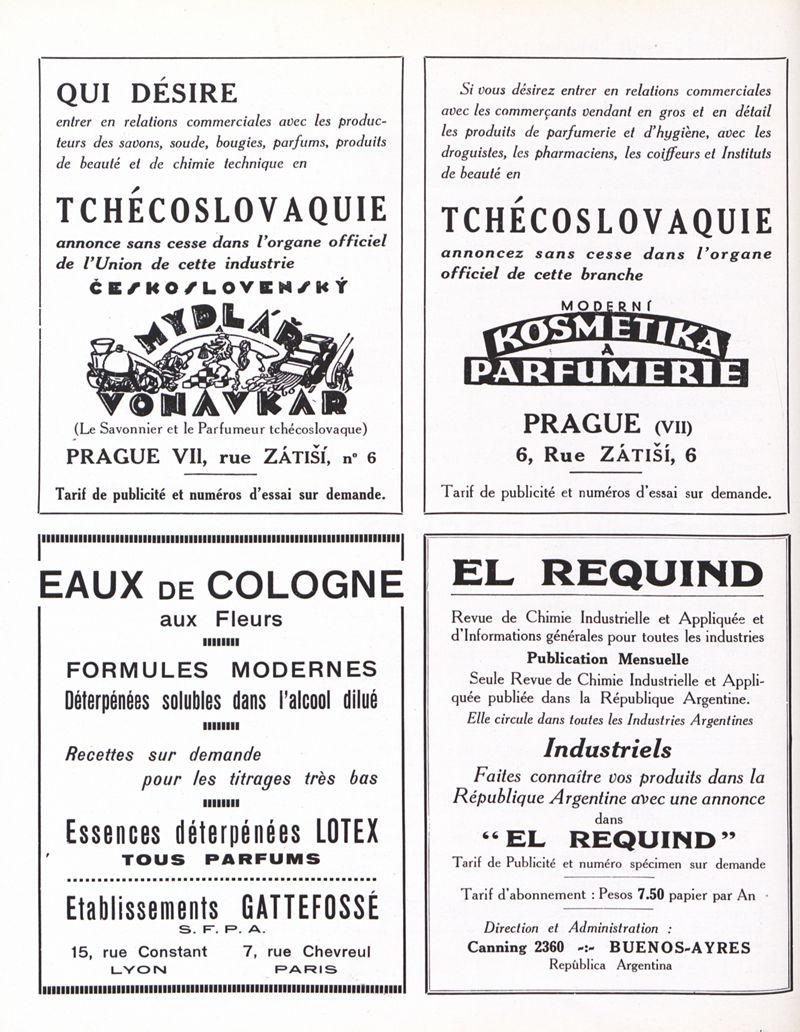 QUI DÉSIRE
entrer en relations commerciales avec les produc-
teurs des savons, soude, bougies, parfums, produits
de beauté et de chimie technique en
TCHÉCOSLOVAQUIE
annonce sans cesse dans l'organe officiel
de l'Union de cette industrie
ČESKOSLOVENSKÝ
MYDLÁŘ
A
VOŇAVKÁŘ
(Le Savonnier et le Parfumeur tchécoslovaque)
PRAGUE VII, rue ZÁTIŠÍ, n° 6
Tarif de publicité et numéros d'essai sur demande.
Si vous désirez entrer en relations commerciales
avec les commerçants vendant en gros et en détail
les produits de parfumerie et d'hygiène, avec les
droguistes, les pharmaciens, les coiffeurs et Instituts
de beauté en
TCHÉCOSLOVAQUIE
annoncez sans cesse dans l'organe
officiel de cette branche
MODERNÍ
KOSMETIKA
A
PARFUMERIE
PRAGUE (VII)
6, Rue ZÁTIŠÍ, 6
Tarif de publicité et numéros d'essai sur demande.
EAUX DE COLOGNE
aux Fleurs
FORMULES MODERNES
Déterpénées solubles dans l'alcool dilué
Recettes sur demande
pour les titrages très bas
Essences déterpénées LOTEX
TOUS PARFUMS
Etablissements GATTEFOSSÉ
S. F. P. A.
15, rue Constant 7, rue Chevreul
LYON PARIS
EL REQUIND
Revue de Chimie Industrielle et Appliquée et
d'Informations générales pour toutes les industries
Publication Mensuelle
Seule Revue de Chimie Industrielle et Appli-
quée publiée dans la République Argentine.
Elle circule dans toutes les Industries Argentines
Industriels
Faites connaître vos produits dans la
République Argentine avec une annonce
dans
“EL REQUIND”
Tarif de Publicité et numéro spécimen sur demande
Tarif d'abonnement : Pesos 7.50 papier par An
Direction et Administration :
Canning 2360 -:- BUENOS-AYRES
Repûblica Argentina